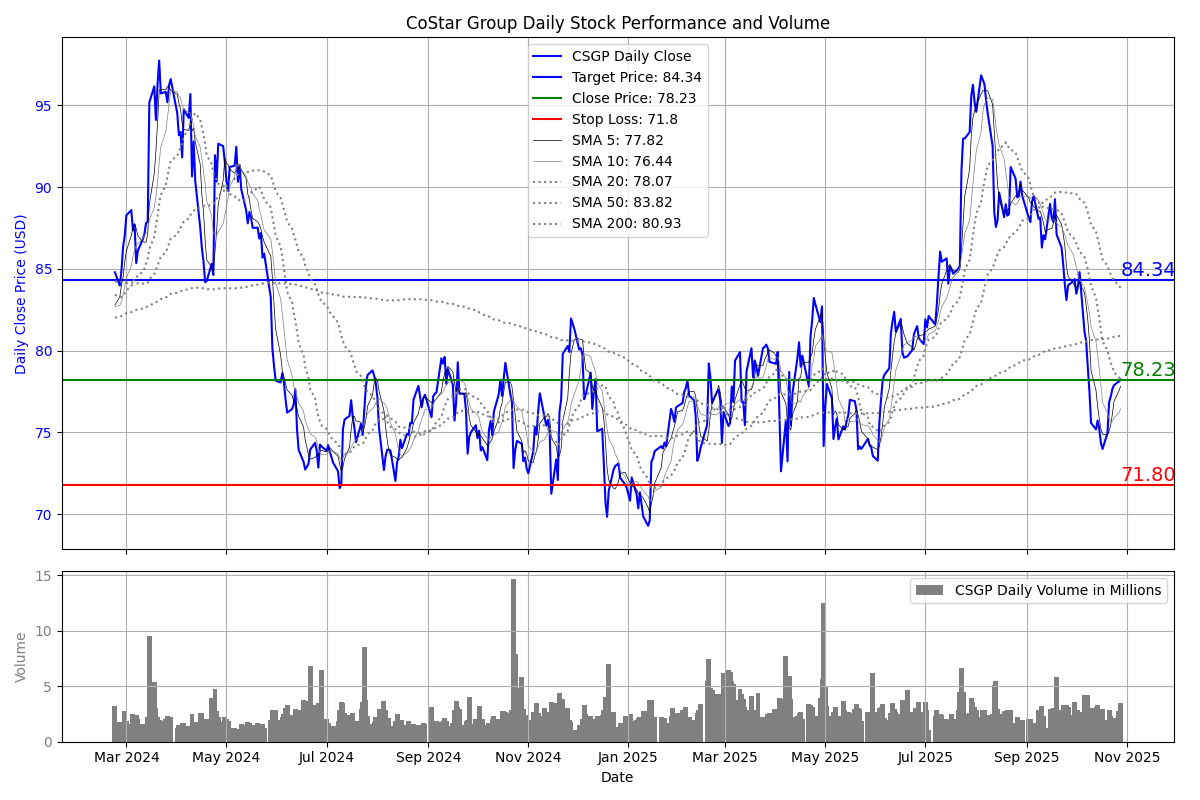 CoStar Group Daily Stock Performance and Volume
CSGP Daily Close
Target Price: 84.34
Close Price: 78.23
Stop Loss: 71.8
SMA 5: 77.82
SMA 10: 76.44
SMA 20: 78.07
SMA 50: 83.82
SMA 200: 80.93
Daily Close Price (USD)
95
90
85
80
75
70
84.34
78.23
71.80
CSGP Daily Volume in Millions
Volume
15
10
5
0
Mar 2024 May 2024 Jul 2024 Sep 2024 Nov 2024 Jan 2025 Mar 2025 May 2025 Jul 2025 Sep 2025 Nov 2025
Date